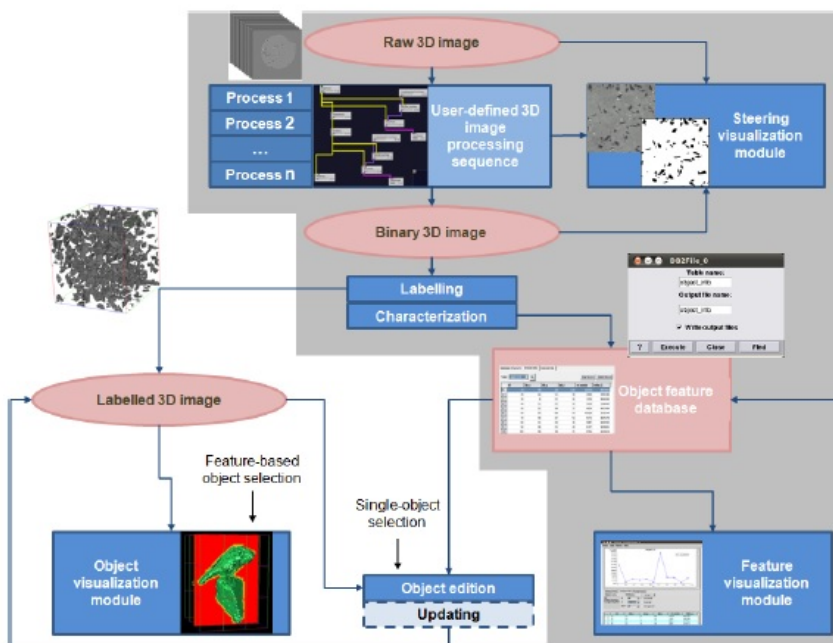 Raw 3D image
Process 1
Process 2
...
Process n
User-defined 3D
image
processing
sequence
Steering
visualization
module
Binary 3D image
Labelling
Characterization
DB2File_0
Table name:
object_info
Output file name:
object_info
Write output files
? Execute Close Find
Labelled 3D image
Object feature
database
Feature-based
object selection
Single-object
selection
Object
visualization
module
Object edition
Updating
Feature
visualization
module